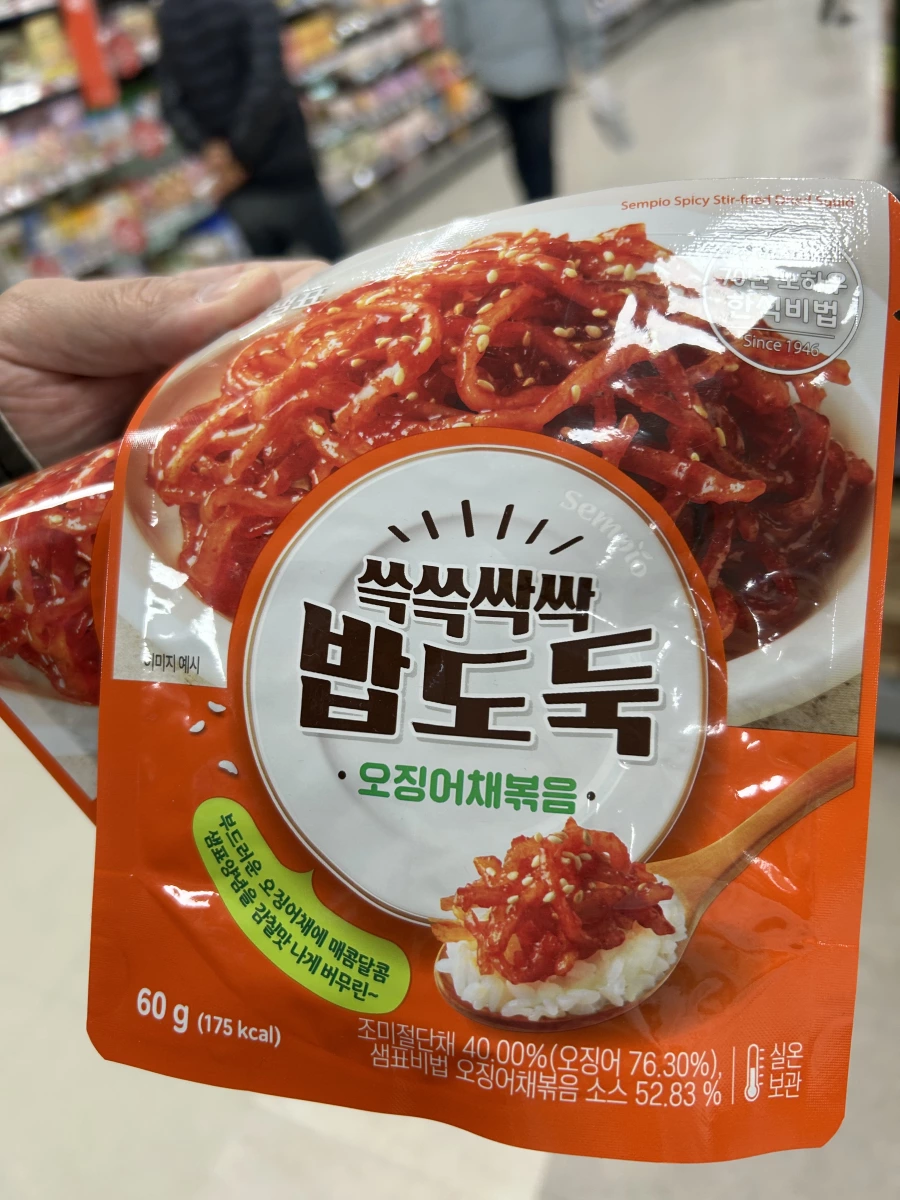 Sempio Spicy Stir-fried Dried Squid
한식비법
Since 1946
sempio
쓱쓱싹싹
밥도둑
오징어채볶음
이미지 예시
부드러운 오징어채에 매콤달콤
샘표양념을 감칠맛 나게 버무린~
60 g (175 kcal)
조미절단채 40.00%(오징어 76.30%),
샘표비법 오징어채볶음 소스 52.83 %
실온
보관